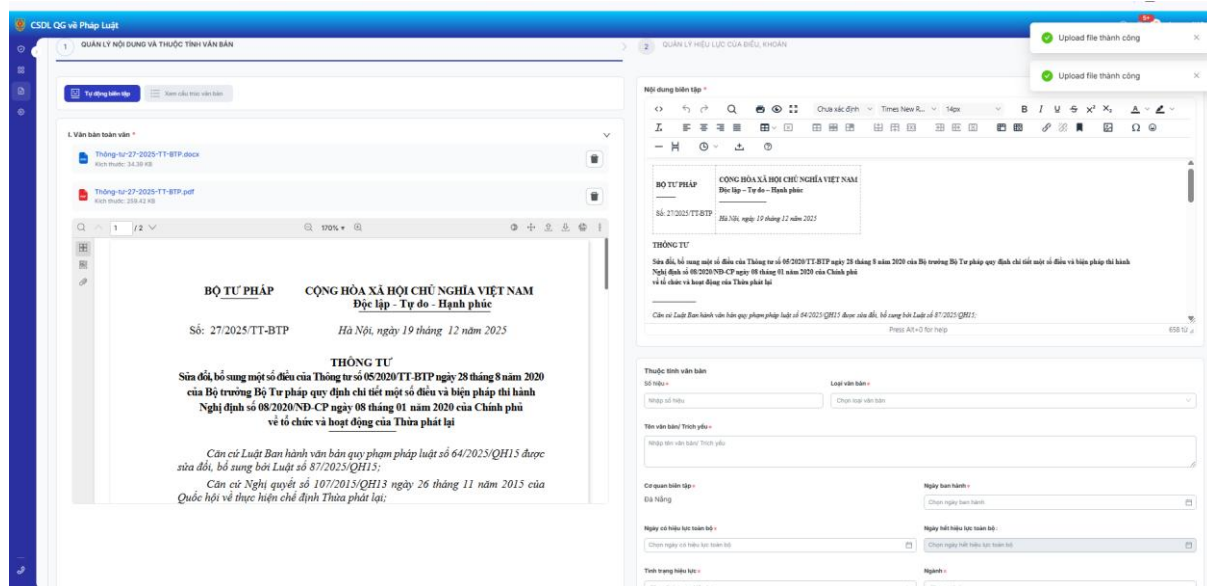 CSDL QG về Pháp Luật
6+
1 QUẢN LÝ NỘI DUNG VÀ THUỘC TÍNH VĂN BẢN
2 QUẢN LÝ HIỆU LỰC CỦA ĐIỀU, KHOẢN
Upload file thành công
Upload file thành công
Tự động biên tập
Xem cấu trúc văn bản
I. Văn bản toàn văn *
Thông-tư-27-2025-TT-BTP.docx
Kích thước: 34.39 KB
Thông-tư-27-2025-TT-BTP.pdf
Kích thước: 259.43 KB
1 / 2
170%
BỘ TƯ PHÁP
CỘNG HÒA XÃ HỘI CHỦ NGHĨA VIỆT NAM
Độc lập - Tự do - Hạnh phúc
Số: 27/2025/TT-BTP
Hà Nội, ngày 19 tháng 12 năm 2025
THÔNG TƯ
Sửa đổi, bổ sung một số điều của Thông tư số 05/2020/TT-BTP ngày 28 tháng 8 năm 2020
của Bộ trưởng Bộ Tư pháp quy định chi tiết một số điều và biện pháp thi hành
Nghị định số 08/2020/NĐ-CP ngày 08 tháng 01 năm 2020 của Chính phủ
về tổ chức và hoạt động của Thừa phát lại
Căn cứ Luật Ban hành văn bản quy phạm pháp luật số 64/2025/QH15 được
sửa đổi, bổ sung bởi Luật số 87/2025/QH15;
Căn cứ Nghị quyết số 107/2015/QH13 ngày 26 tháng 11 năm 2015 của
Quốc hội về thực hiện chế định Thừa phát lại;
Nội dung biên tập *
Chưa xác định
Times New R...
14px
BỘ TƯ PHÁP
CỘNG HÒA XÃ HỘI CHỦ NGHĨA VIỆT NAM
Độc lập – Tự do – Hạnh phúc
Số: 27/2025/TT-BTP
Hà Nội, ngày 19 tháng 12 năm 2025
THÔNG TƯ
Sửa đổi, bổ sung một số điều của Thông tư số 05/2020/TT-BTP ngày 28 tháng 8 năm 2020 của Bộ trưởng Bộ Tư pháp quy định chi tiết một số điều và biện pháp thi hành
Nghị định số 08/2020/NĐ-CP ngày 08 tháng 01 năm 2020 của Chính phủ
về tổ chức và hoạt động của Thừa phát lại
Căn cứ Luật Ban hành văn bản quy phạm pháp luật số 64/2025/QH15 được sửa đổi, bổ sung bởi Luật số 87/2025/QH15;
Press Alt+0 for help
658 từ
Thuộc tính văn bản
Số hiệu *
Loại văn bản *
Nhập số hiệu
Chọn loại văn bản
Tên văn bản/ Trích yếu *
Nhập tên văn bản/ Trích yếu
Cơ quan biên tập *
Ngày ban hành *
Đà Nẵng
Chọn ngày ban hành
Ngày có hiệu lực toàn bộ *
Ngày hết hiệu lực toàn bộ :
Chọn ngày có hiệu lực toàn bộ
Chọn ngày hết hiệu lực toàn bộ
Tình trạng hiệu lực *
Ngành *